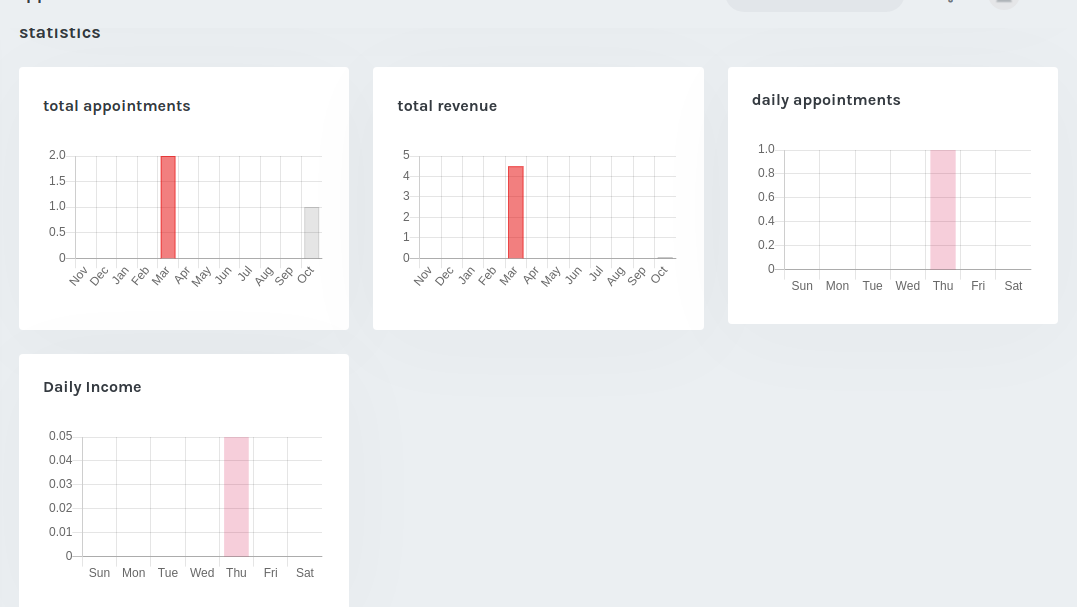 statistics
total appointments
2.0
1.5
1.0
0.5
0
Nov Dec Jan Feb Mar Apr May Jun Jul Aug Sep Oct
total revenue
5
4
3
2
1
0
Nov Dec Jan Feb Mar Apr May Jun Jul Aug Sep Oct
daily appointments
1.0
0.8
0.6
0.4
0.2
0
Sun Mon Tue Wed Thu Fri Sat
Daily Income
0.05
0.04
0.03
0.02
0.01
0
Sun Mon Tue Wed Thu Fri Sat